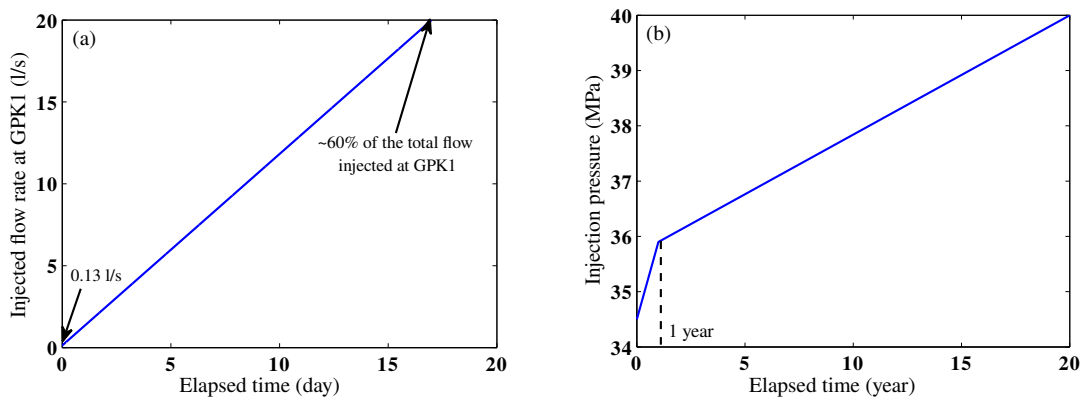 (a)
Injected flow rate at GPK1 (l/s)
20
15
10
5
0
0.13 l/s
~60% of the total flow
injected at GPK1
0 5 10 15 20
Elapsed time (day)
(b)
Injection pressure (MPa)
40
39
38
37
36
35
34
1 year
0 5 10 15 20
Elapsed time (year)